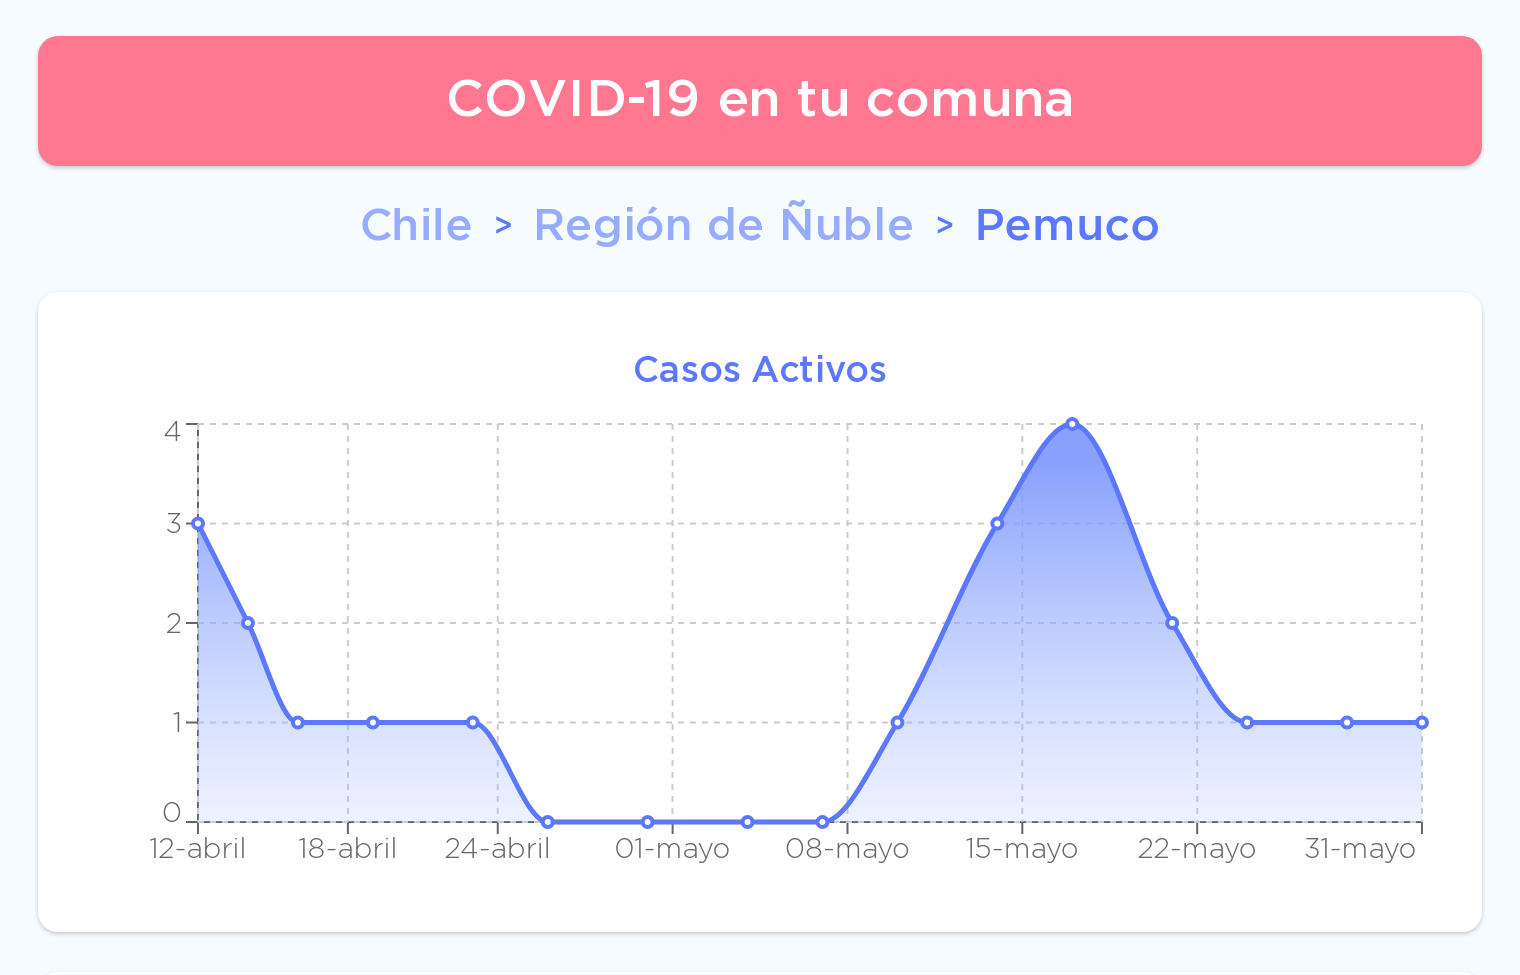 COVID-19 en tu comuna
Chile > Región de Ñuble > Pemuco
Casos Activos
4
3
2
1
0
12-abril 18-abril 24-abril 01-mayo 08-mayo 15-mayo 22-mayo 31-mayo